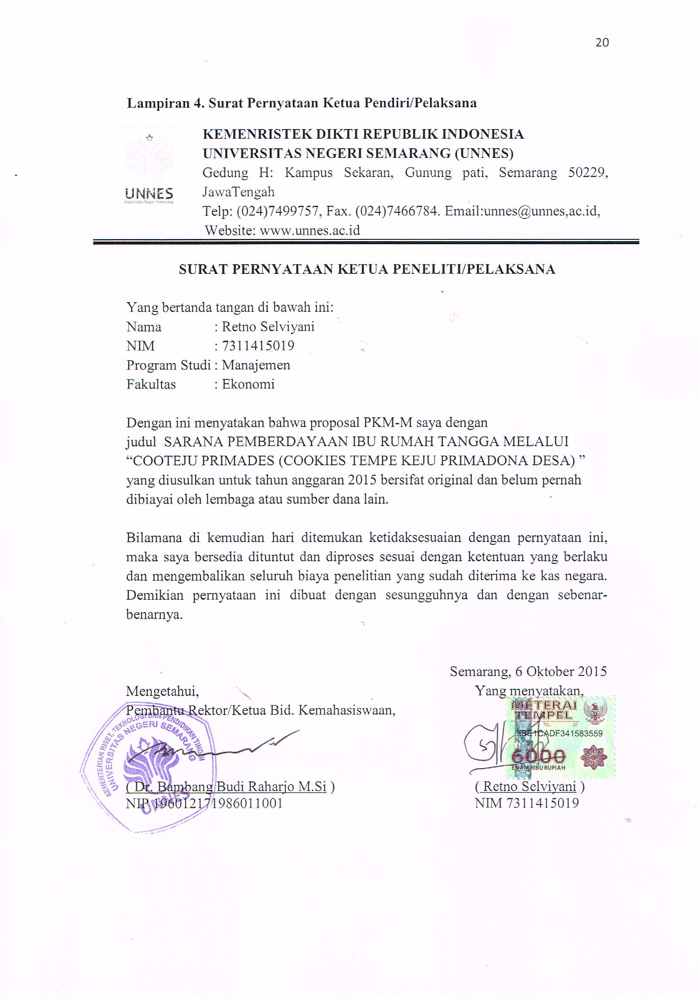 20
Lampiran 4. Surat Pernyataan Ketua Pendiri/Pelaksana
KEMENRISTEK DIKTI REPUBLIK INDONESIA
UNIVERSITAS NEGERI SEMARANG (UNNES)
Gedung H: Kampus Sekaran, Gunung pati, Semarang 50229,
JawaTengah
Telp: (024)7499757, Fax. (024)7466784. Email:unnes@unnes,ac.id,
Website: www.unnes.ac.id
UNNES
Universitas Negeri Semarang
SURAT PERNYATAAN KETUA PENELITI/PELAKSANA
Yang bertanda tangan di bawah ini:
Nama : Retno Selviyani
NIM : 7311415019
Program Studi : Manajemen
Fakultas : Ekonomi
Dengan ini menyatakan bahwa proposal PKM-M saya dengan
judul SARANA PEMBERDAYAAN IBU RUMAH TANGGA MELALUI
“COOTEJU PRIMADES (COOKIES TEMPE KEJU PRIMADONA DESA) ”
yang diusulkan untuk tahun anggaran 2015 bersifat original dan belum pernah
dibiayai oleh lembaga atau sumber dana lain.
Bilamana di kemudian hari ditemukan ketidaksesuaian dengan pernyataan ini,
maka saya bersedia dituntut dan diproses sesuai dengan ketentuan yang berlaku
dan mengembalikan seluruh biaya penelitian yang sudah diterima ke kas negara.
Demikian pernyataan ini dibuat dengan sesungguhnya dan dengan sebenar-
benarnya.
Semarang, 6 Oktober 2015
Mengetahui, Yang menyatakan,
Pembantu Rektor/Ketua Bid. Kemahasiswaan,
KEMENTERIAN RISET, TEKNOLOGI DAN PENDIDIKAN TINGGI
UNIVERSITAS NEGERI SEMARANG
UNNES
METERAI
TEMPEL
TGL. 20
5BE1CADF341583559
6000
ENAM RIBU RUPIAH
( Dr. Bambang Budi Raharjo M.Si ) ( Retno Selviyani )
NIP 196012171986011001 NIM 7311415019